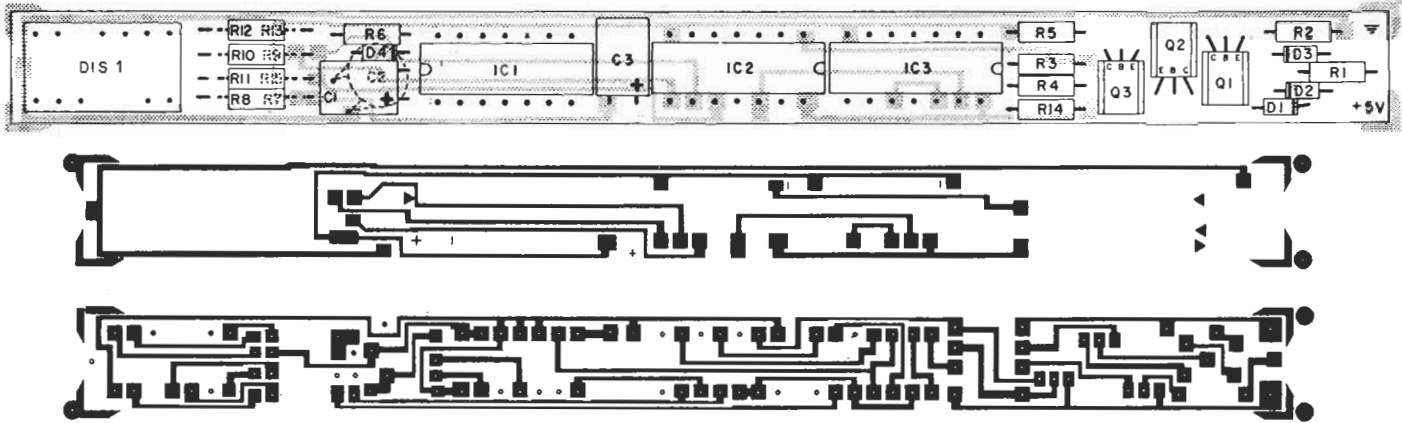 DIS 1
R12 R13
R10 R9
R11
R8 R7
R6
D4
C2
C1
+
IC1
C3
+
IC2
IC3
R5
R3
R4
R14
C B E
Q3
Q2
E B C
C B E
Q1
R2
D3
R1
D2
D1
+5V
+
+